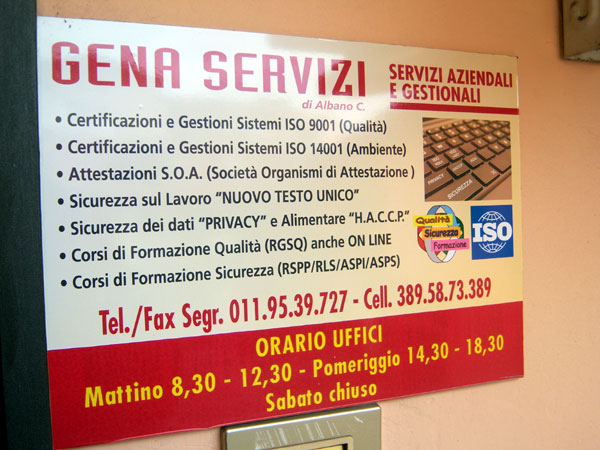 GENA SERVIZI
di Albano C.
SERVIZI AZIENDALI
E GESTIONALI
• Certificazioni e Gestioni Sistemi ISO 9001 (Qualità)
• Certificazioni e Gestioni Sistemi ISO 14001 (Ambiente)
• Attestazioni S.O.A. (Società Organismi di Attestazione )
• Sicurezza sul Lavoro "NUOVO TESTO UNICO"
• Sicurezza dei dati "PRIVACY" e Alimentare "H.A.C.C.P."
• Corsi di Formazione Qualità (RGSQ) anche ON LINE
• Corsi di Formazione Sicurezza (RSPP/RLS/ASPI/ASPS)
PRIVACY
SICUREZZA
Qualità
Sicurezza
Formazione
ISO
Tel./Fax Segr. 011.95.39.727 - Cell. 389.58.73.389
ORARIO UFFICI
Mattino 8,30 - 12,30 - Pomeriggio 14,30 - 18,30
Sabato chiuso